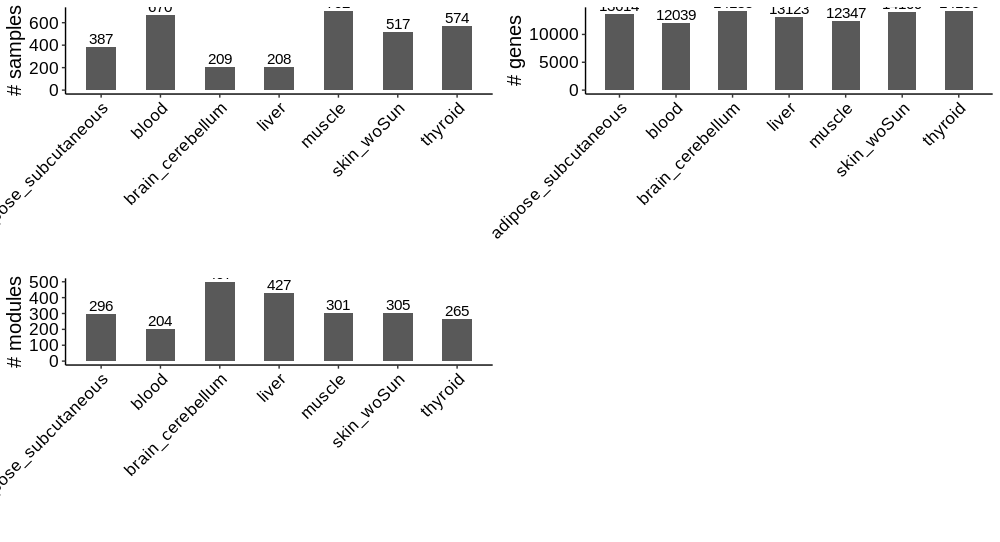 # samples
600
400
200
0
387
670
209
208
517
574
blood
brain_cerebellum
liver
muscle
skin_woSun
thyroid
# genes
10000
5000
0
12039
13123
12347
adipose_subcutaneous
blood
brain_cerebellum
liver
muscle
skin_woSun
thyroid
# modules
500
400
300
200
100
0
296
204
427
301
305
265
blood
brain_cerebellum
liver
muscle
skin_woSun
thyroid